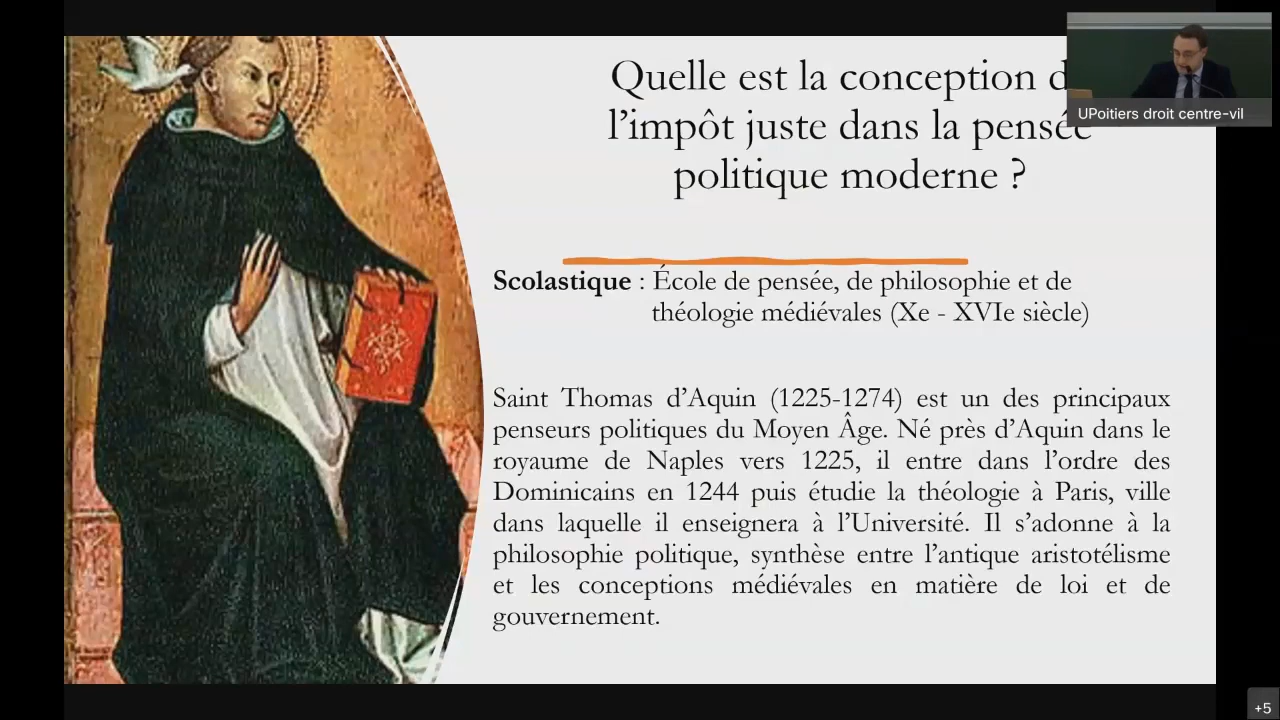 Quelle est la conception d
l'impôt juste dans la pensée
politique moderne ?
UPoitiers droit centre-vil
Scolastique : École de pensée, de philosophie et de
théologie médiévales (Xe - XVIe siècle)
Saint Thomas d'Aquin (1225-1274) est un des principaux
penseurs politiques du Moyen Âge. Né près d'Aquin dans le
royaume de Naples vers 1225, il entre dans l'ordre des
Dominicains en 1244 puis étudie la théologie à Paris, ville
dans laquelle il enseignera à l'Université. Il s'adonne à la
philosophie politique, synthèse entre l'antique aristotélisme
et les conceptions médiévales en matière de loi et de
gouvernement.
+5